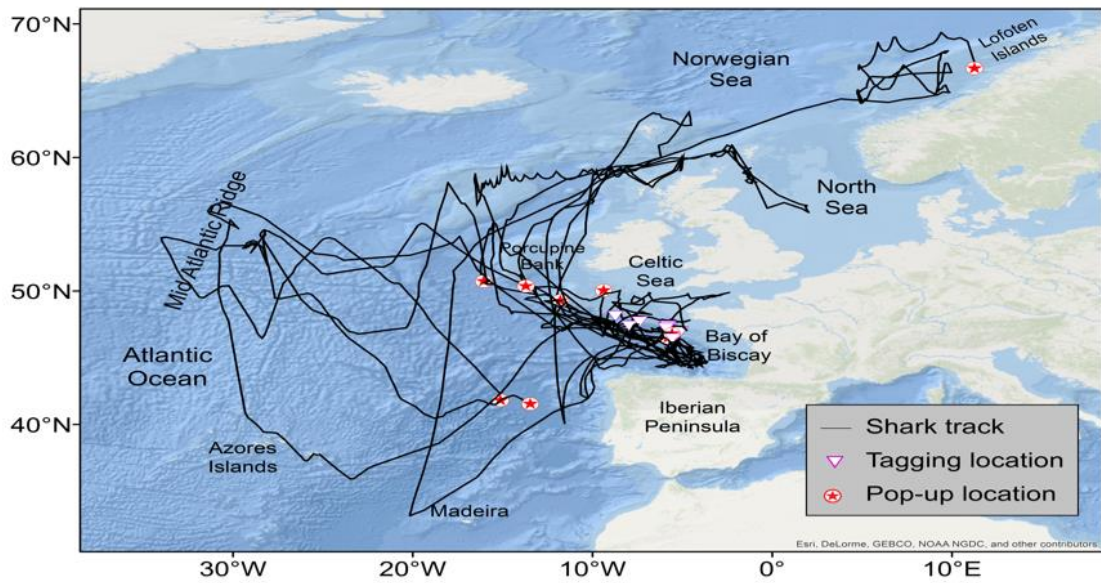 70°N
Lofoten
Islands
Norwegian
Sea
60°N
North
Sea
Mid Atlantic Ridge
Porcupine
Bank
Celtic
Sea
50°N
Bay of
Biscay
Atlantic
Ocean
Iberian
Peninsula
40°N
Azores
Islands
Madeira
Shark track
Tagging location
Pop-up location
Esri, DeLorme, GEBCO, NOAA NGDC, and other contributors
30°W
20°W
10°W
0°
10°E